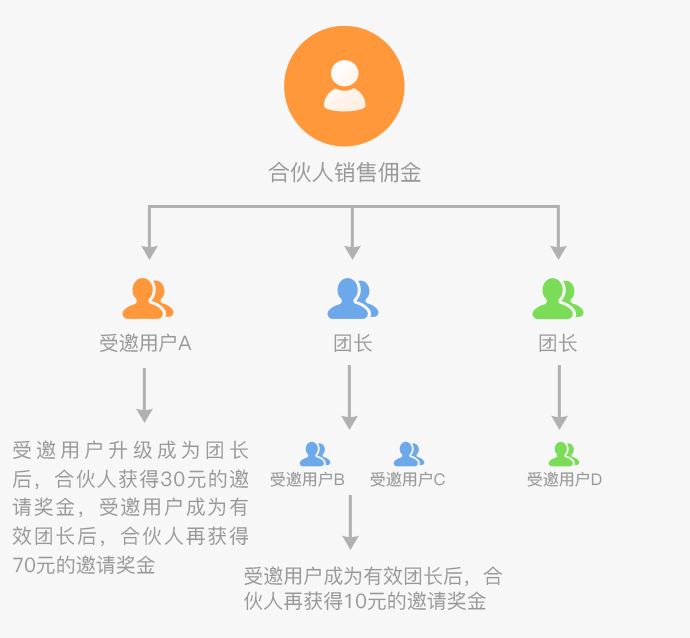 合伙人销售佣金
受邀用户A
团长
团长
受邀用户升级成为团长
后，合伙人获得30元的邀
请奖金，受邀用户成为有
效团长后，合伙人再获得
70元的邀请奖金
受邀用户B
受邀用户C
受邀用户D
受邀用户成为有效团长后，合
伙人再获得10元的邀请奖金